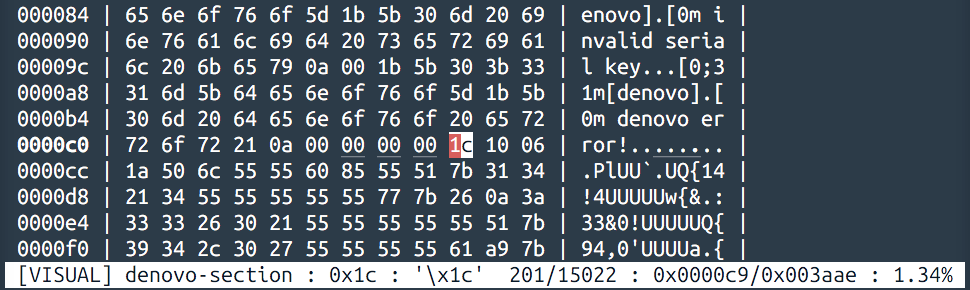 000084 | 65 6e 6f 76 6f 5d 1b 5b 30 6d 20 69 | enovo].[0m i |
000090 | 6e 76 61 6c 69 64 20 73 65 72 69 61 | nvalid seria |
00009c | 6c 20 6b 65 79 0a 00 1b 5b 30 3b 33 | l key...[0;3 |
0000a8 | 31 6d 5b 64 65 6e 6f 76 6f 5d 1b 5b | 1m[denovo].[ |
0000b4 | 30 6d 20 64 65 6e 6f 76 6f 20 65 72 | 0m denovo er |
0000c0 | 72 6f 72 21 0a 00 00 00 00 1c 10 06 | ror!........ |
0000cc | 1a 50 6c 55 55 60 85 55 51 7b 31 34 | .PlUU`.UQ{14 |
0000d8 | 21 34 55 55 55 55 55 77 7b 26 0a 3a | !4UUUUUw{&.: |
0000e4 | 33 33 26 30 21 55 55 55 55 55 51 7b | 33&0!UUUUUQ{ |
0000f0 | 39 34 2c 30 27 55 55 55 55 61 a9 7b | 94,0'UUUUa.{ |
[VISUAL] denovo-section : 0x1c : '\x1c' 201/15022 : 0x0000c9/0x003aae : 1.34%